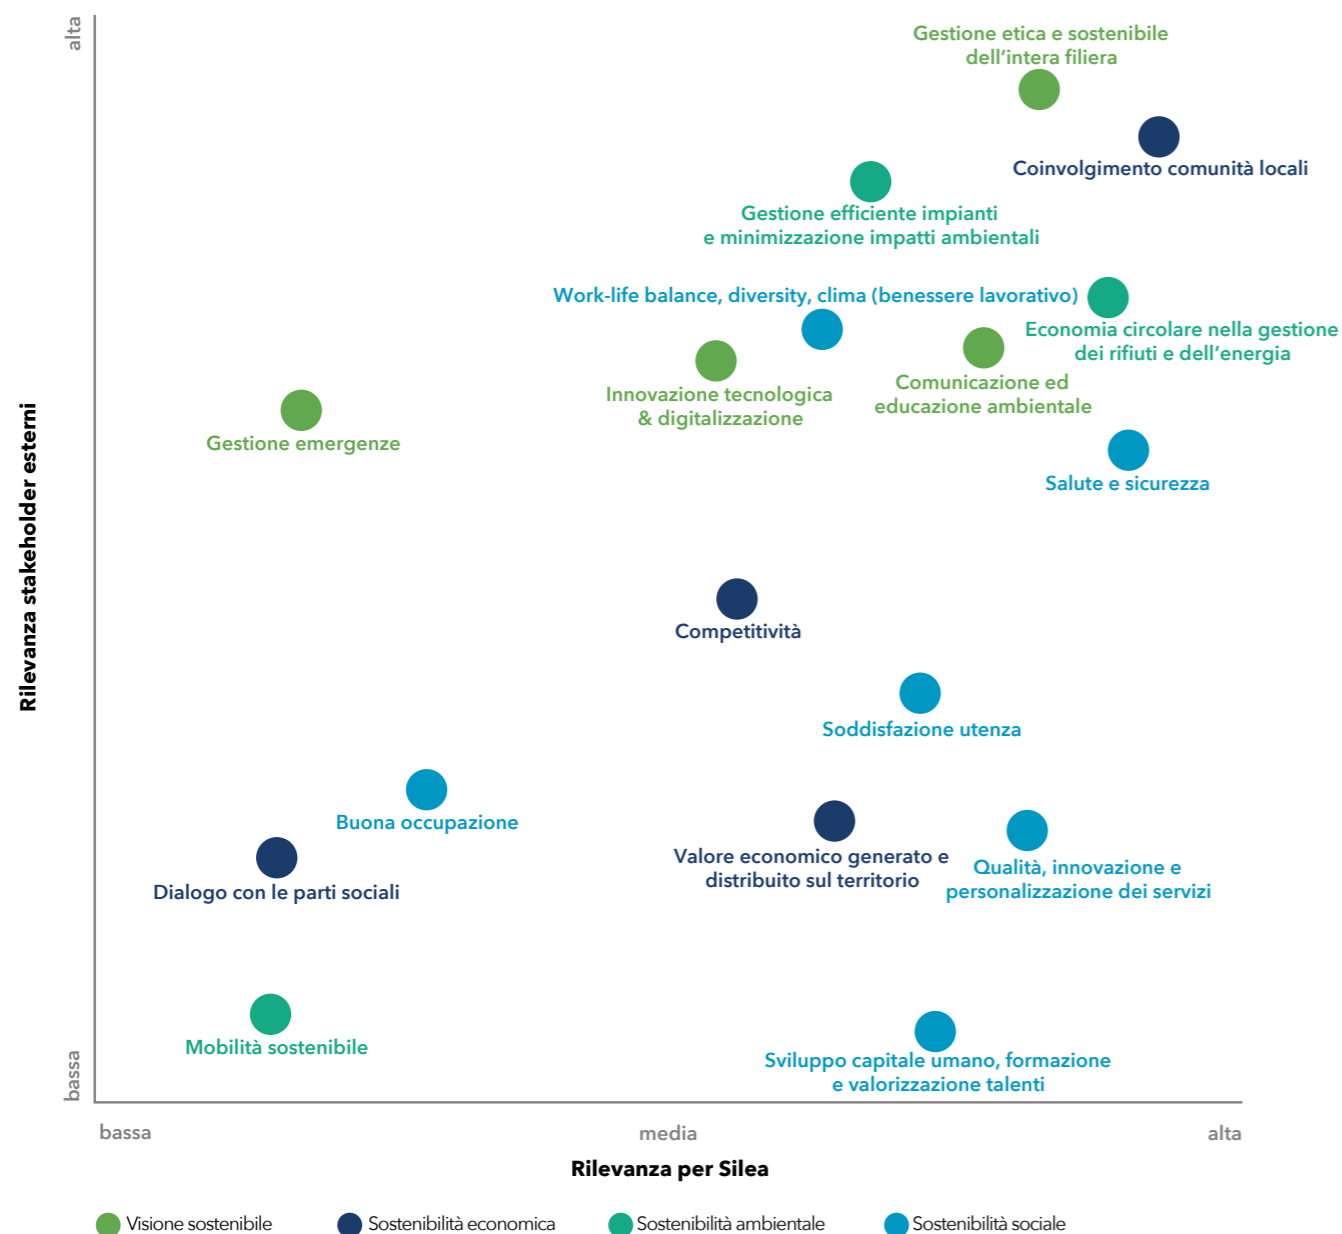 alta
Gestione etica e sostenibile
dell’intera filiera
Coinvolgimento comunità locali
Gestione efficiente impianti
e minimizzazione impatti ambientali
Work-life balance, diversity, clima (benessere lavorativo)
Economia circolare nella gestione
dei rifiuti e dell’energia
Comunicazione ed
educazione ambientale
Innovazione tecnologica
& digitalizzazione
Gestione emergenze
Salute e sicurezza
Rilevanza stakeholder esterni
Competitività
Soddisfazione utenza
Buona occupazione
Valore economico generato e
distribuito sul territorio
Qualità, innovazione e
personalizzazione dei servizi
Dialogo con le parti sociali
Mobilità sostenibile
Sviluppo capitale umano, formazione
e valorizzazione talenti
bassa
bassa
media
alta
Rilevanza per Silea
Visione sostenibile
Sostenibilità economica
Sostenibilità ambientale
Sostenibilità sociale